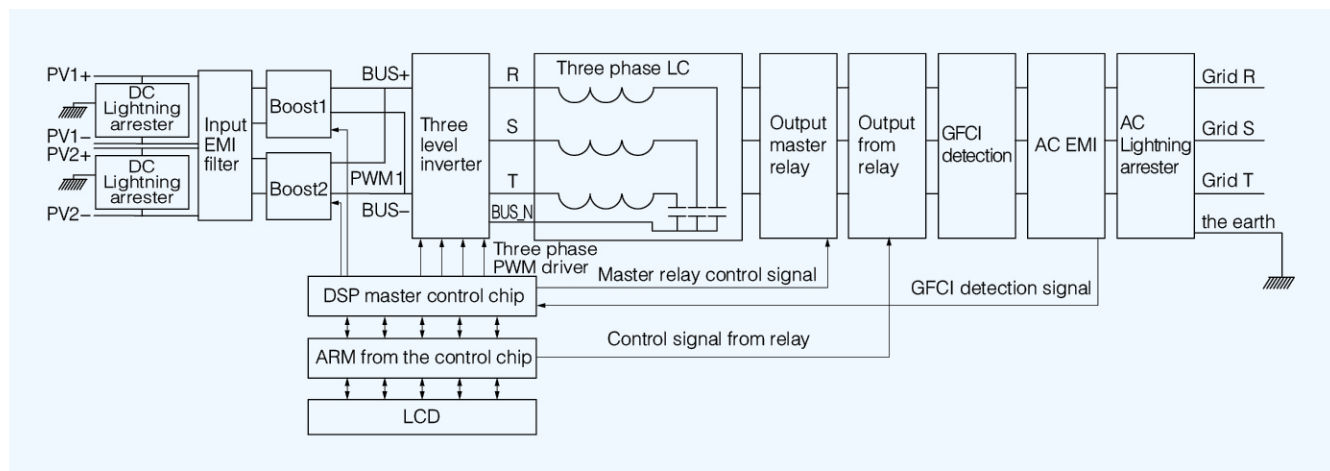 PV1+
DC
Lightning
arrester
PV1−
PV2+
DC
Lightning
arrester
PV2−
Input
EMI
filter
Boost1
Boost2
BUS+
PWM1
BUS−
Three
level
inverter
R
S
T
BUS_N
Three phase LC
Output
master
relay
Output
from
relay
GFCI
detection
AC EMI
AC
Lightning
arrester
Grid R
Grid S
Grid T
the earth
Three phase
PWM driver
Master relay control signal
GFCI detection signal
DSP master control chip
Control signal from relay
ARM from the control chip
LCD